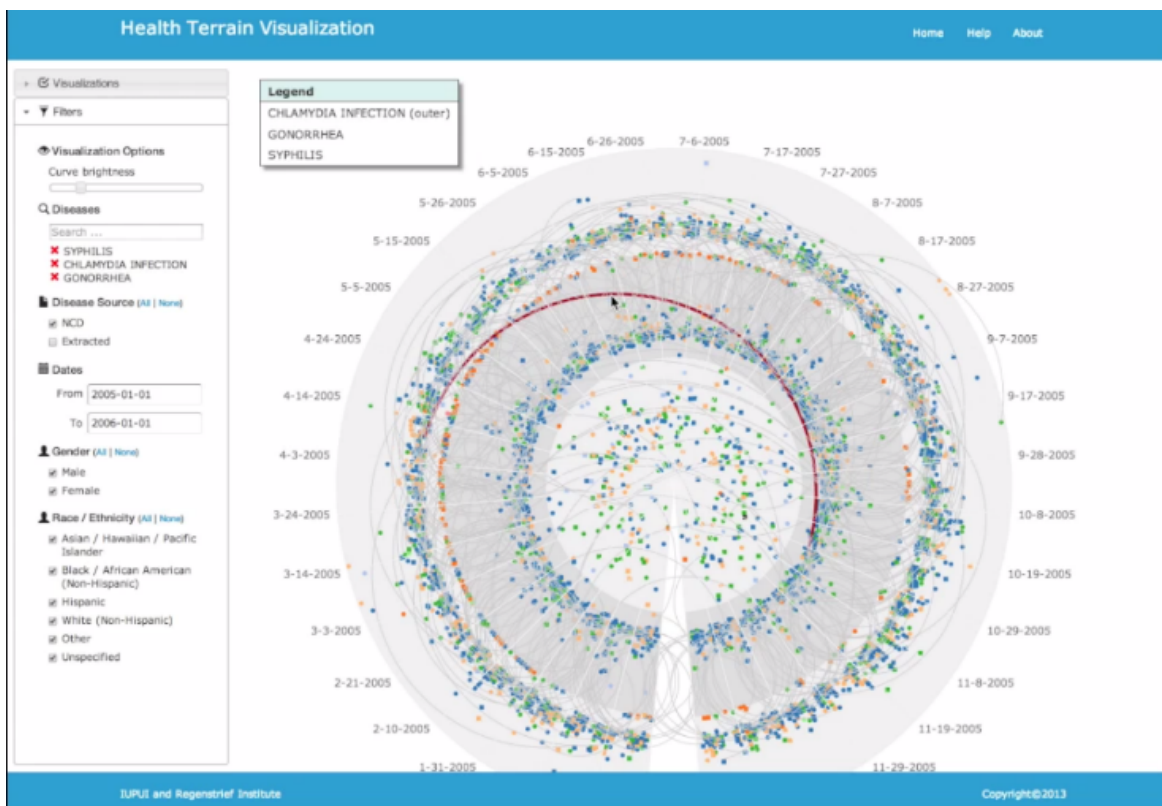 Health Terrain Visualization
Home Help About
Visualizations
Filters
Visualization Options
Curve brightness
Diseases
Search ...
SYPHILIS
CHLAMYDIA INFECTION
GONORRHEA
Disease Source (All | None)
NCD
Extracted
Dates
From 2005-01-01
To 2006-01-01
Gender (All | None)
Male
Female
Race / Ethnicity (All | None)
Asian / Hawaiian / Pacific
Islander
Black / African American
(Non-Hispanic)
Hispanic
White (Non-Hispanic)
Other
Unspecified
Legend
CHLAMYDIA INFECTION (outer)
GONORRHEA
SYPHILIS
1-31-2005
2-10-2005
2-21-2005
3-3-2005
3-14-2005
3-24-2005
4-3-2005
4-14-2005
4-24-2005
5-5-2005
5-15-2005
5-26-2005
6-5-2005
6-15-2005
6-26-2005
7-6-2005
7-17-2005
7-27-2005
8-7-2005
8-17-2005
8-27-2005
9-7-2005
9-17-2005
9-28-2005
10-8-2005
10-19-2005
10-29-2005
11-8-2005
11-19-2005
11-29-2005
IUPUI and Regenstrief Institute
Copyright©2013